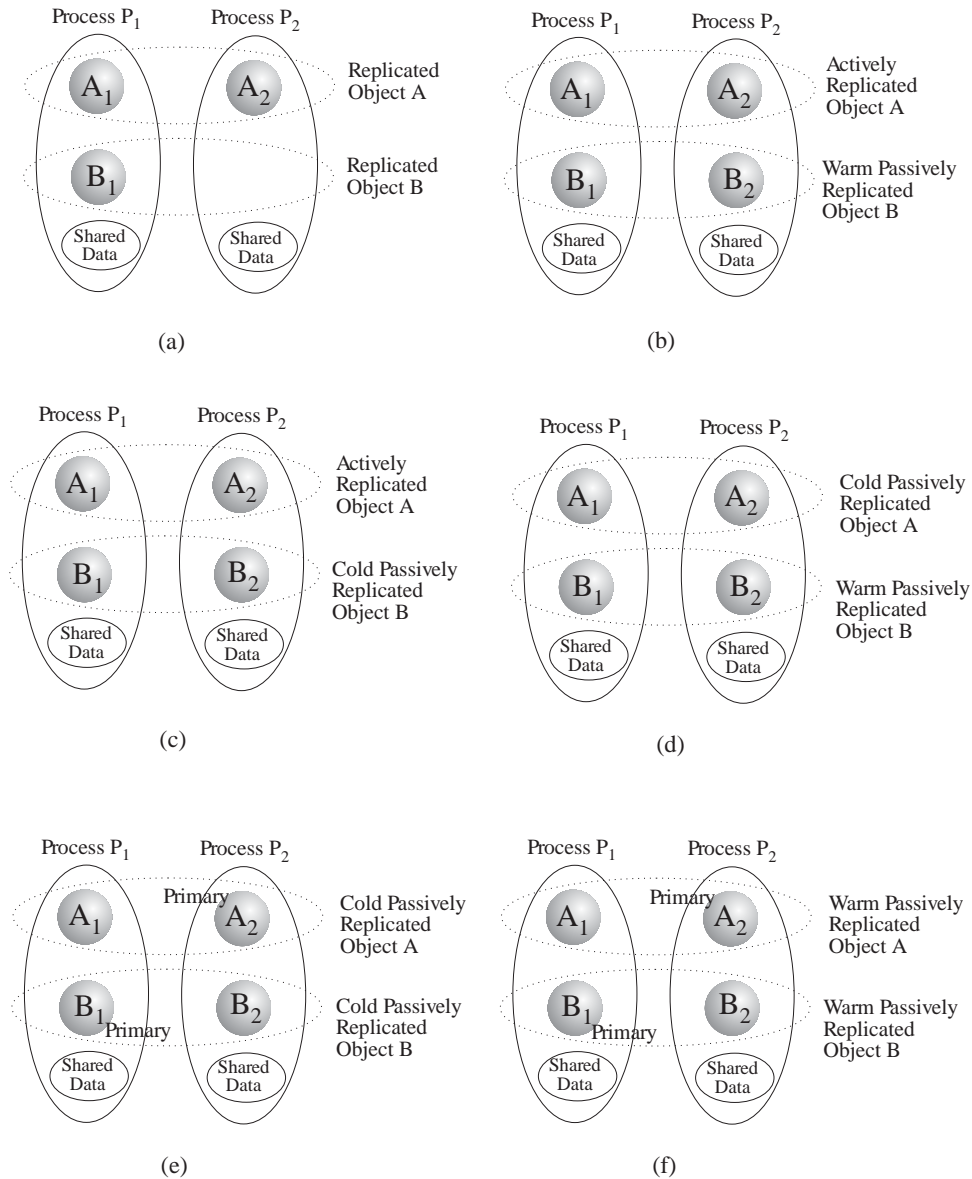 Process P1 Process P2
A1 A2
Replicated
Object A
B1
Replicated
Object B
Shared
Data
Shared
Data
(a)
Process P1 Process P2
A1 A2
Actively
Replicated
Object A
B1 B2
Warm Passively
Replicated
Object B
Shared
Data
Shared
Data
(b)
Process P1 Process P2
A1 A2
Actively
Replicated
Object A
B1 B2
Cold Passively
Replicated
Object B
Shared
Data
Shared
Data
(c)
Process P1 Process P2
A1 A2
Cold Passively
Replicated
Object A
B1 B2
Warm Passively
Replicated
Object B
Shared
Data
Shared
Data
(d)
Process P1 Process P2
Primary
A1 A2
Cold Passively
Replicated
Object A
B1 B2
Primary
Cold Passively
Replicated
Object B
Shared
Data
Shared
Data
(e)
Process P1 Process P2
Primary
A1 A2
Warm Passively
Replicated
Object A
B1 B2
Primary
Warm Passively
Replicated
Object B
Shared
Data
Shared
Data
(f)